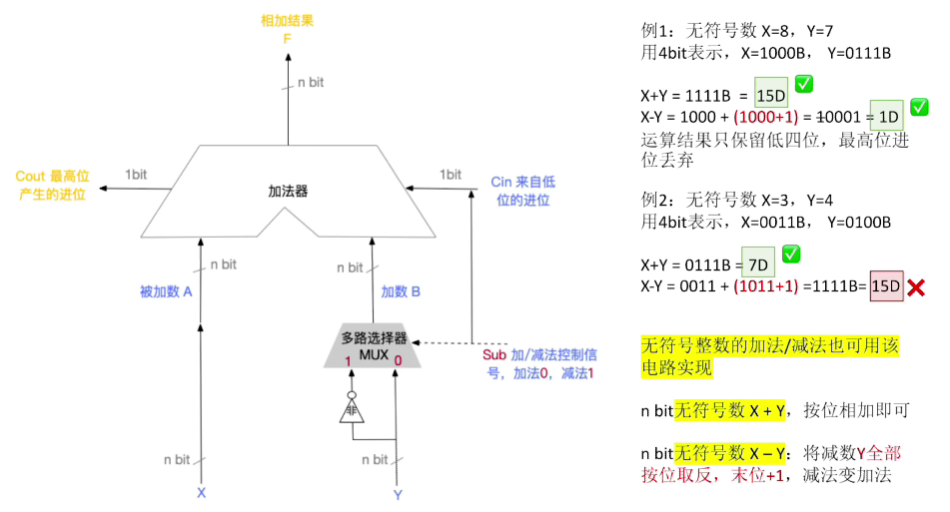 相加结果
F
n bit
Cout 最高位
产生的进位
1bit
加法器
1bit
Cin 来自低
位的进位
n bit
被加数 A
n bit
加数 B
多路选择器
MUX
1
0
Sub 加/减法控制信
号，加法0，减法1
非
n bit
n bit
X
Y
例1：无符号数 X=8，Y=7
用4bit表示，X=1000B， Y=0111B
X+Y = 1111B = 15D
X-Y = 1000 + (1000+1) = 10001 = 1D
运算结果只保留低四位，最高位进
位丢弃
例2：无符号数 X=3，Y=4
用4bit表示，X=0011B， Y=0100B
X+Y = 0111B = 7D
X-Y = 0011 + (1011+1) =1111B= 15D
无符号整数的加法/减法也可用该
电路实现
n bit无符号数 X + Y，按位相加即可
n bit无符号数 X – Y：将减数Y全部
按位取反，末位+1，减法变加法